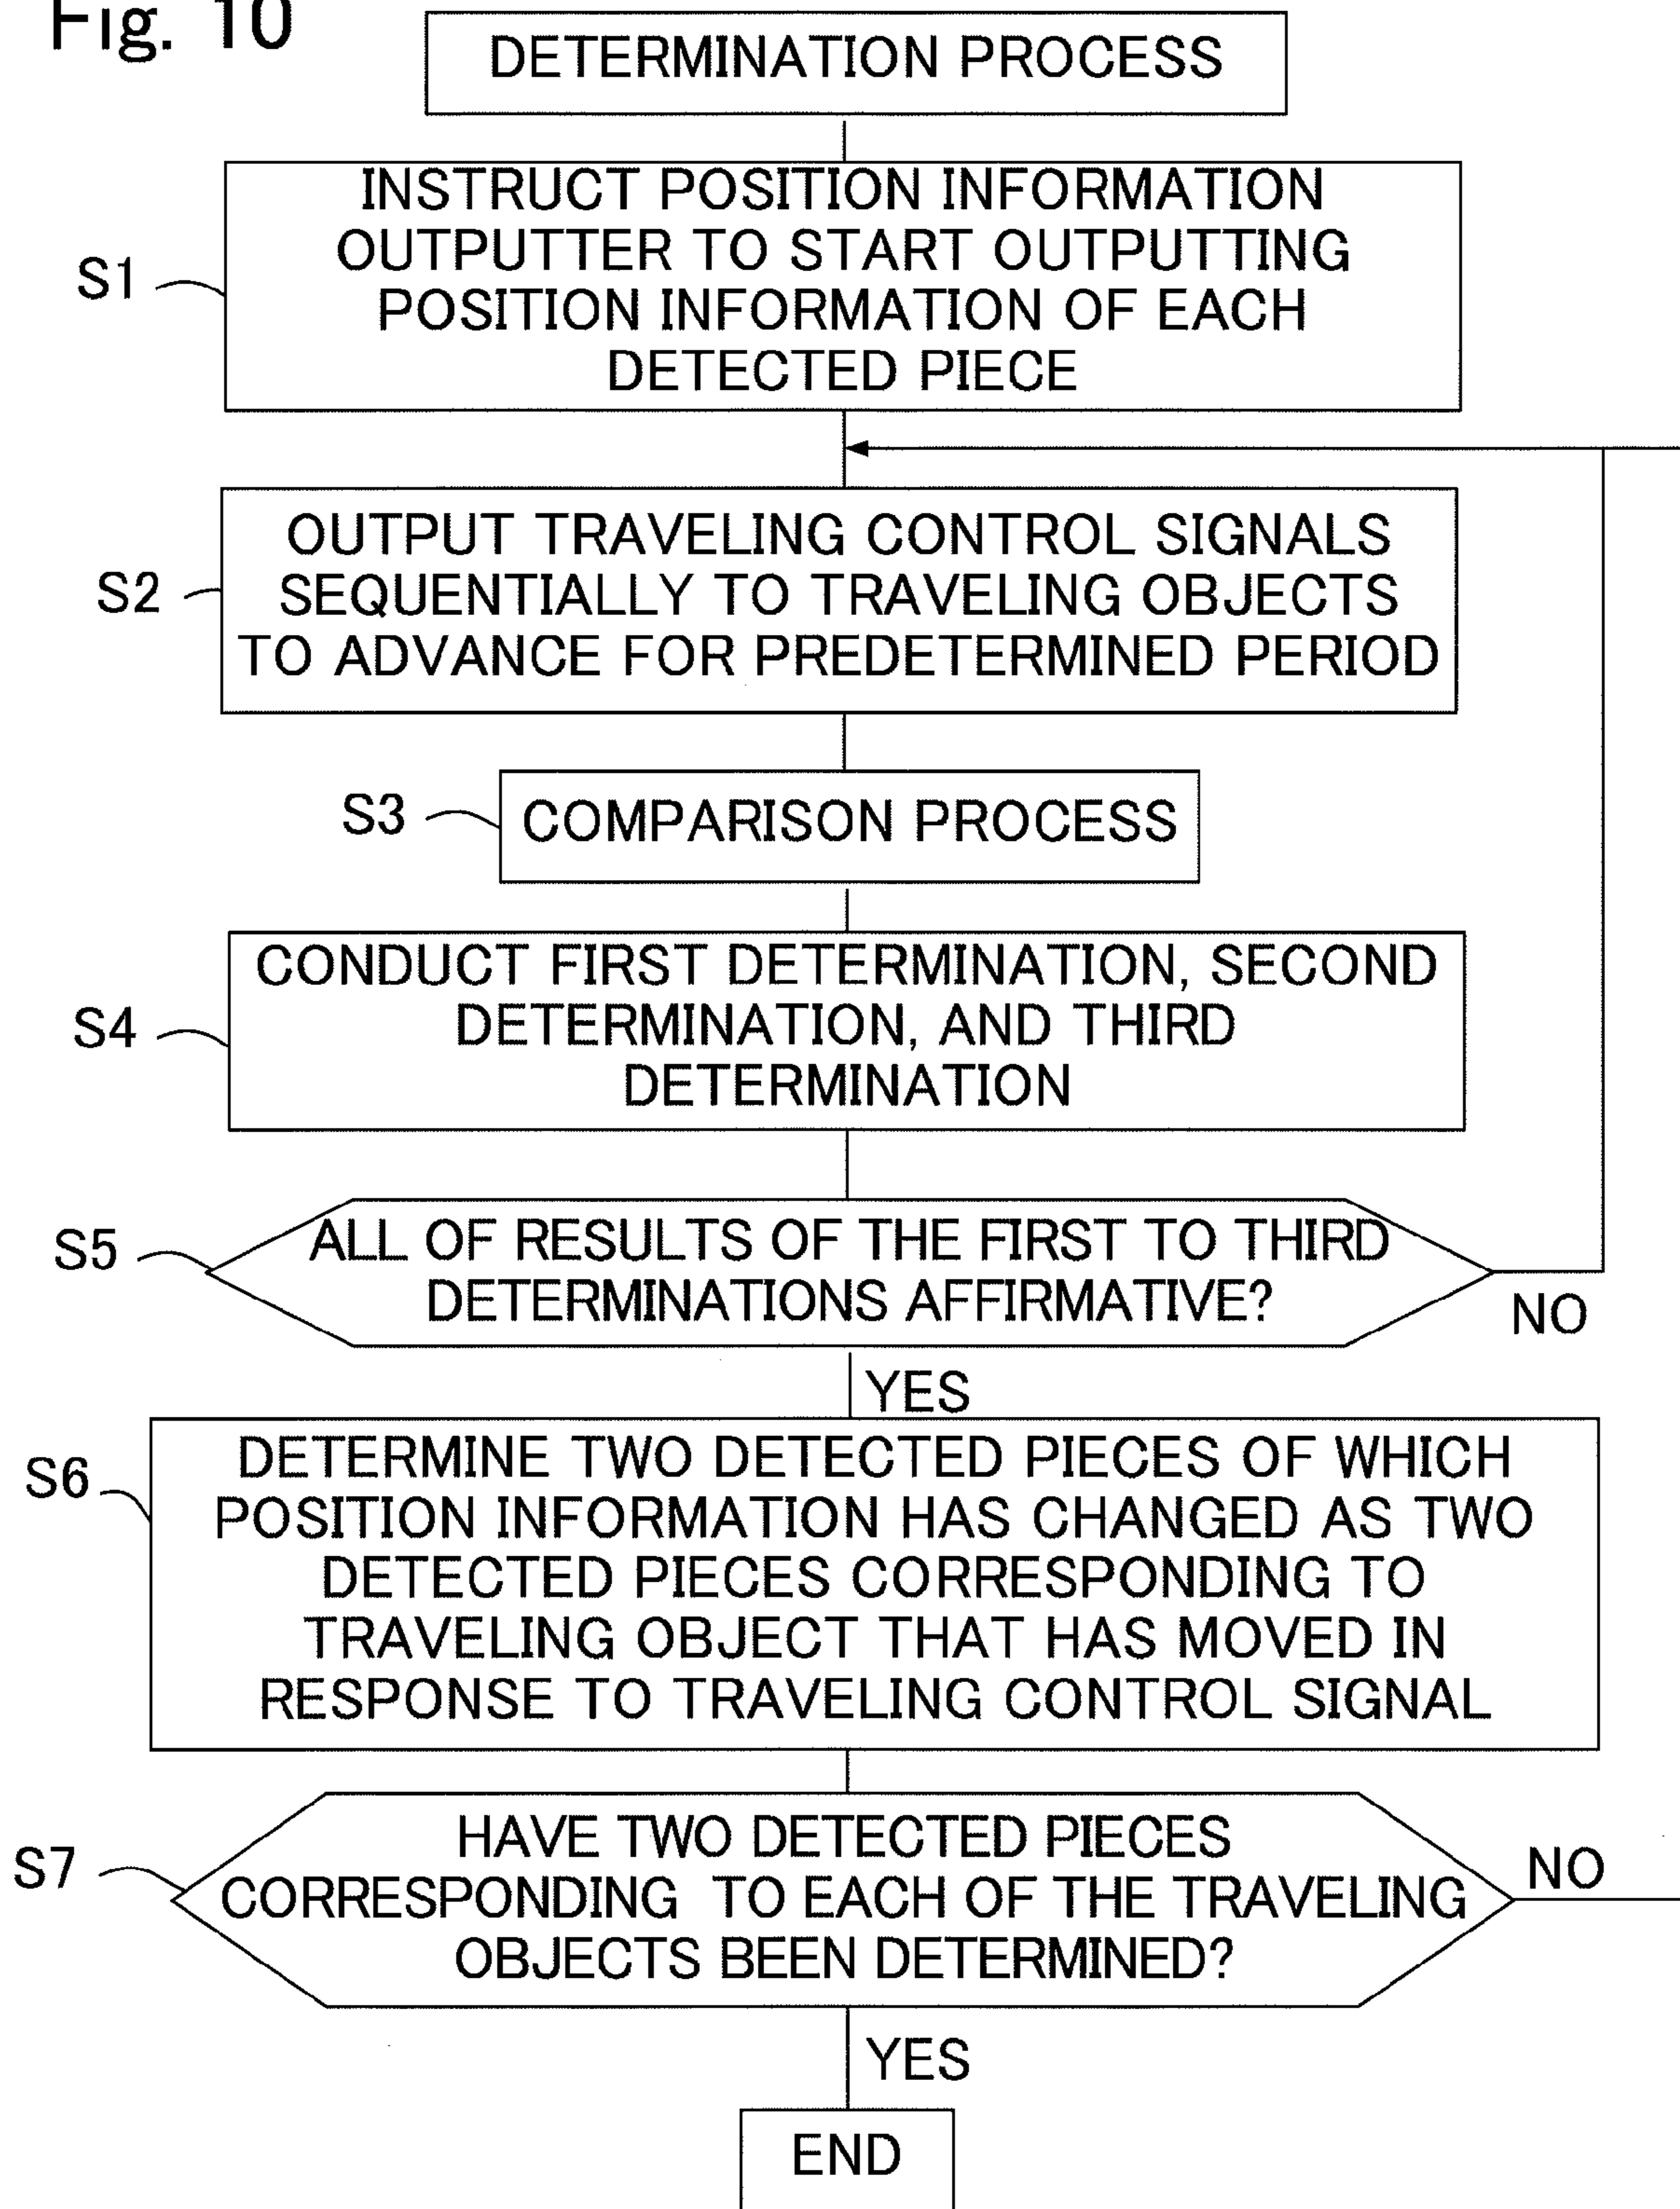 Fig. 10
DETERMINATION PROCESS
S1
INSTRUCT POSITION INFORMATION
OUTPUTTER TO START OUTPUTTING
POSITION INFORMATION OF EACH
DETECTED PIECE
S2
OUTPUT TRAVELING CONTROL SIGNALS
SEQUENTIALLY TO TRAVELING OBJECTS
TO ADVANCE FOR PREDETERMINED PERIOD
S3
COMPARISON PROCESS
S4
CONDUCT FIRST DETERMINATION, SECOND
DETERMINATION, AND THIRD
DETERMINATION
S5
ALL OF RESULTS OF THE FIRST TO THIRD
DETERMINATIONS AFFIRMATIVE?
NO
YES
S6
DETERMINE TWO DETECTED PIECES OF WHICH
POSITION INFORMATION HAS CHANGED AS TWO
DETECTED PIECES CORRESPONDING TO
TRAVELING OBJECT THAT HAS MOVED IN
RESPONSE TO TRAVELING CONTROL SIGNAL
S7
HAVE TWO DETECTED PIECES
CORRESPONDING TO EACH OF THE TRAVELING
OBJECTS BEEN DETERMINED?
NO
YES
END